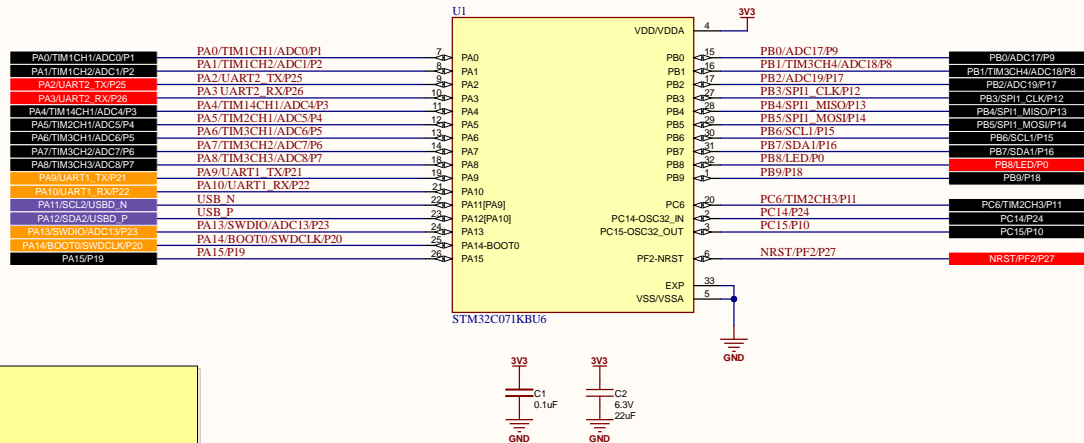 U1
3V3
VDD/VDDA 4
PA0/TIM1CH1/ADC0/P1 PA0/TIM1CH1/ADC0/P1 7 PA0 PB0 15 PB0/ADC17/P9 PB0/ADC17/P9
PA1/TIM1CH2/ADC1/P2 PA1/TIM1CH2/ADC1/P2 8 PA1 PB1 16 PB1/TIM3CH4/ADC18/P8 PB1/TIM3CH4/ADC18/P8
PA2/UART2_TX/P25 PA2/UART2_TX/P25 9 PA2 PB2 17 PB2/ADC19/P17 PB2/ADC19/P17
PA3/UART2_RX/P26 PA3 UART2_RX/P26 10 PA3 PB3 27 PB3/SPI1_CLK/P12 PB3/SPI1_CLK/P12
PA4/TIM14CH1/ADC4/P3 PA4/TIM14CH1/ADC4/P3 11 PA4 PB4 28 PB4/SPI1_MISO/P13 PB4/SPI1_MISO/P13
PA5/TIM2CH1/ADC5/P4 PA5/TIM2CH1/ADC5/P4 12 PA5 PB5 29 PB5/SPI1_MOSI/P14 PB5/SPI1_MOSI/P14
PA6/TIM3CH1/ADC6/P5 PA6/TIM3CH1/ADC6/P5 13 PA6 PB6 30 PB6/SCL1/P15 PB6/SCL1/P15
PA7/TIM3CH2/ADC7/P6 PA7/TIM3CH2/ADC7/P6 14 PA7 PB7 31 PB7/SDA1/P16 PB7/SDA1/P16
PA8/TIM3CH3/ADC8/P7 PA8/TIM3CH3/ADC8/P7 18 PA8 PB8 32 PB8/LED/P0 PB8/LED/P0
PA9/UART1_TX/P21 PA9/UART1_TX/P21 19 PA9 PB9 1 PB9/P18 PB9/P18
PA10/UART1_RX/P22 PA10/UART1_RX/P22 21 PA10
PA11/SCL2/USBD_N USB_N 22 PA11[PA9] PC6 20 PC6/TIM2CH3/P11 PC6/TIM2CH3/P11
PA12/SDA2/USBD_P USB_P 23 PA12[PA10] PC14-OSC32_IN 2 PC14/P24 PC14/P24
PA13/SWDIO/ADC13/P23 PA13/SWDIO/ADC13/P23 24 PA13 PC15-OSC32_OUT 3 PC15/P10 PC15/P10
PA14/BOOT0/SWDCLK/P20 PA14/BOOT0/SWDCLK/P20 25 PA14-BOOT0
PA15/P19 PA15/P19 26 PA15 PF2-NRST 6 NRST/PF2/P27 NRST/PF2/P27
EXP 33
VSS/VSSA 5
STM32C071KBU6
GND
3V3 3V3
C1 C2
0.1uF 6.3V
22uF
GND GND